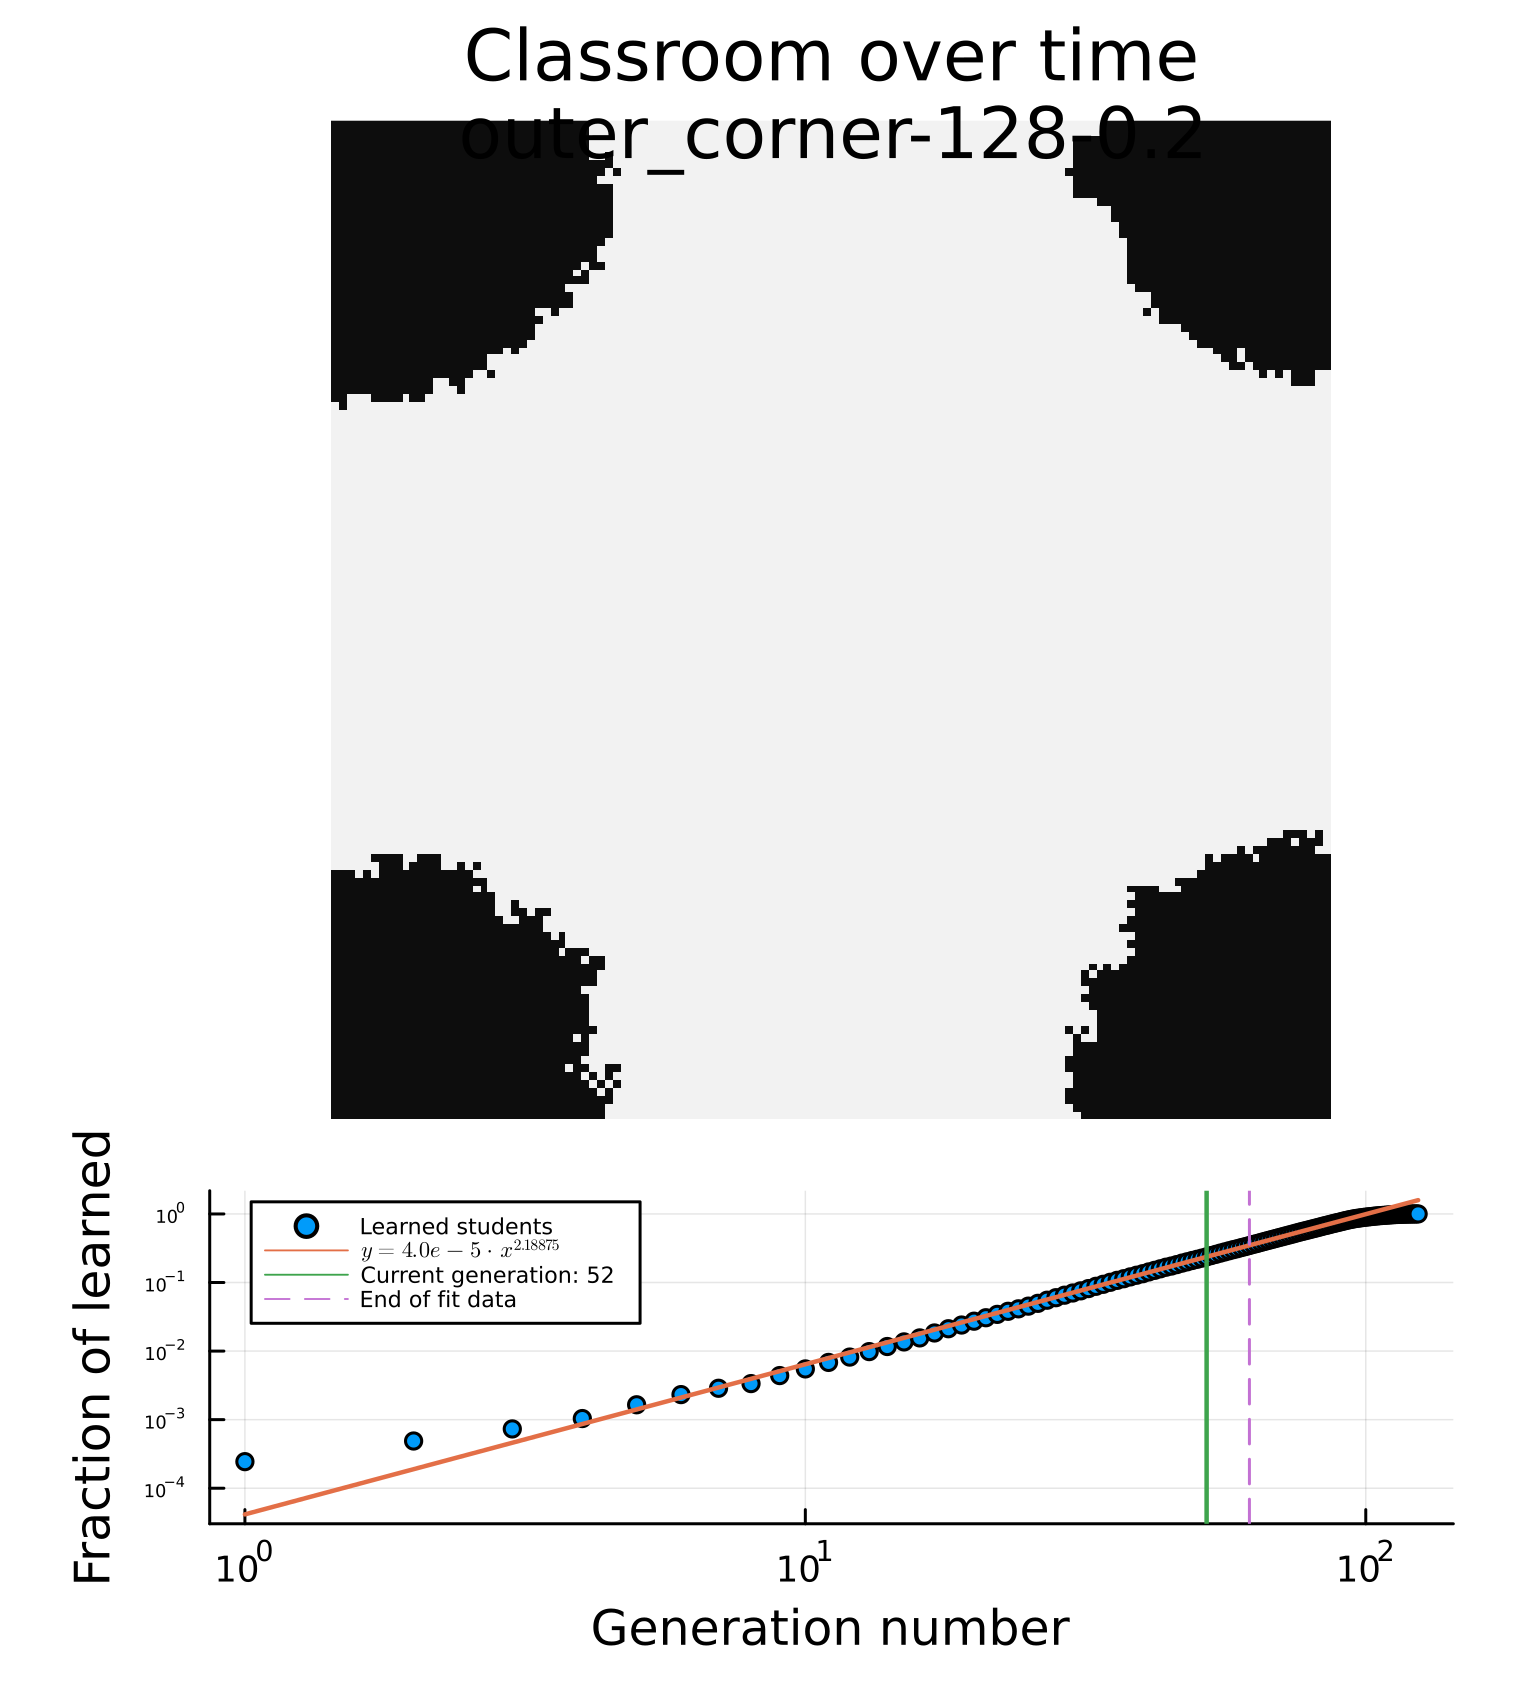 Classroom over time
outer_corner-128-0.2
Fraction of learned
10^0
10^−1
10^−2
10^−3
10^−4
Learned students
y = 4.0e − 5 · x^2.18875
Current generation: 52
End of fit data
10^0
10^1
10^2
Generation number